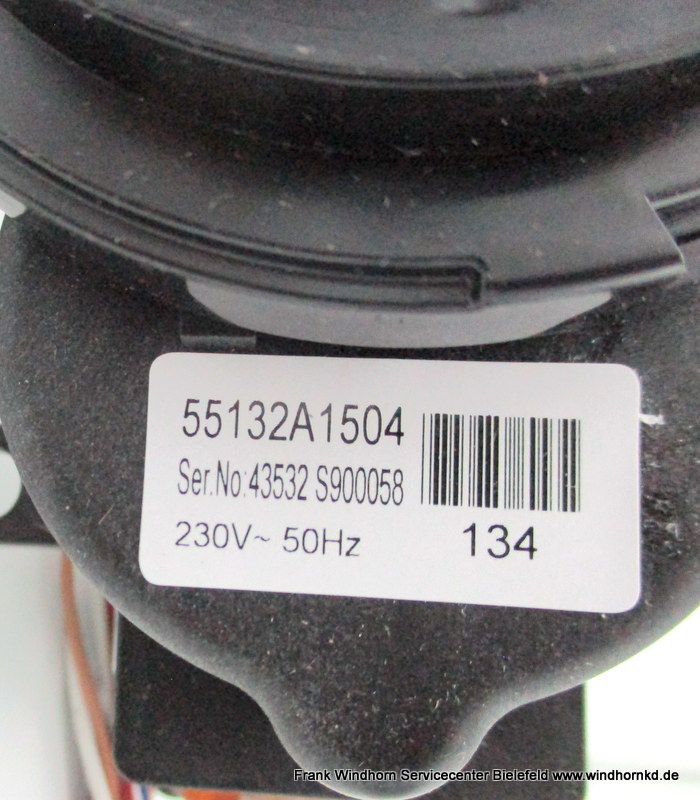 55132A1504
Ser.No:43532 S900058
230V~ 50Hz
134
Frank Windhorn Servicecenter Bielefeld www.windhornkd.de